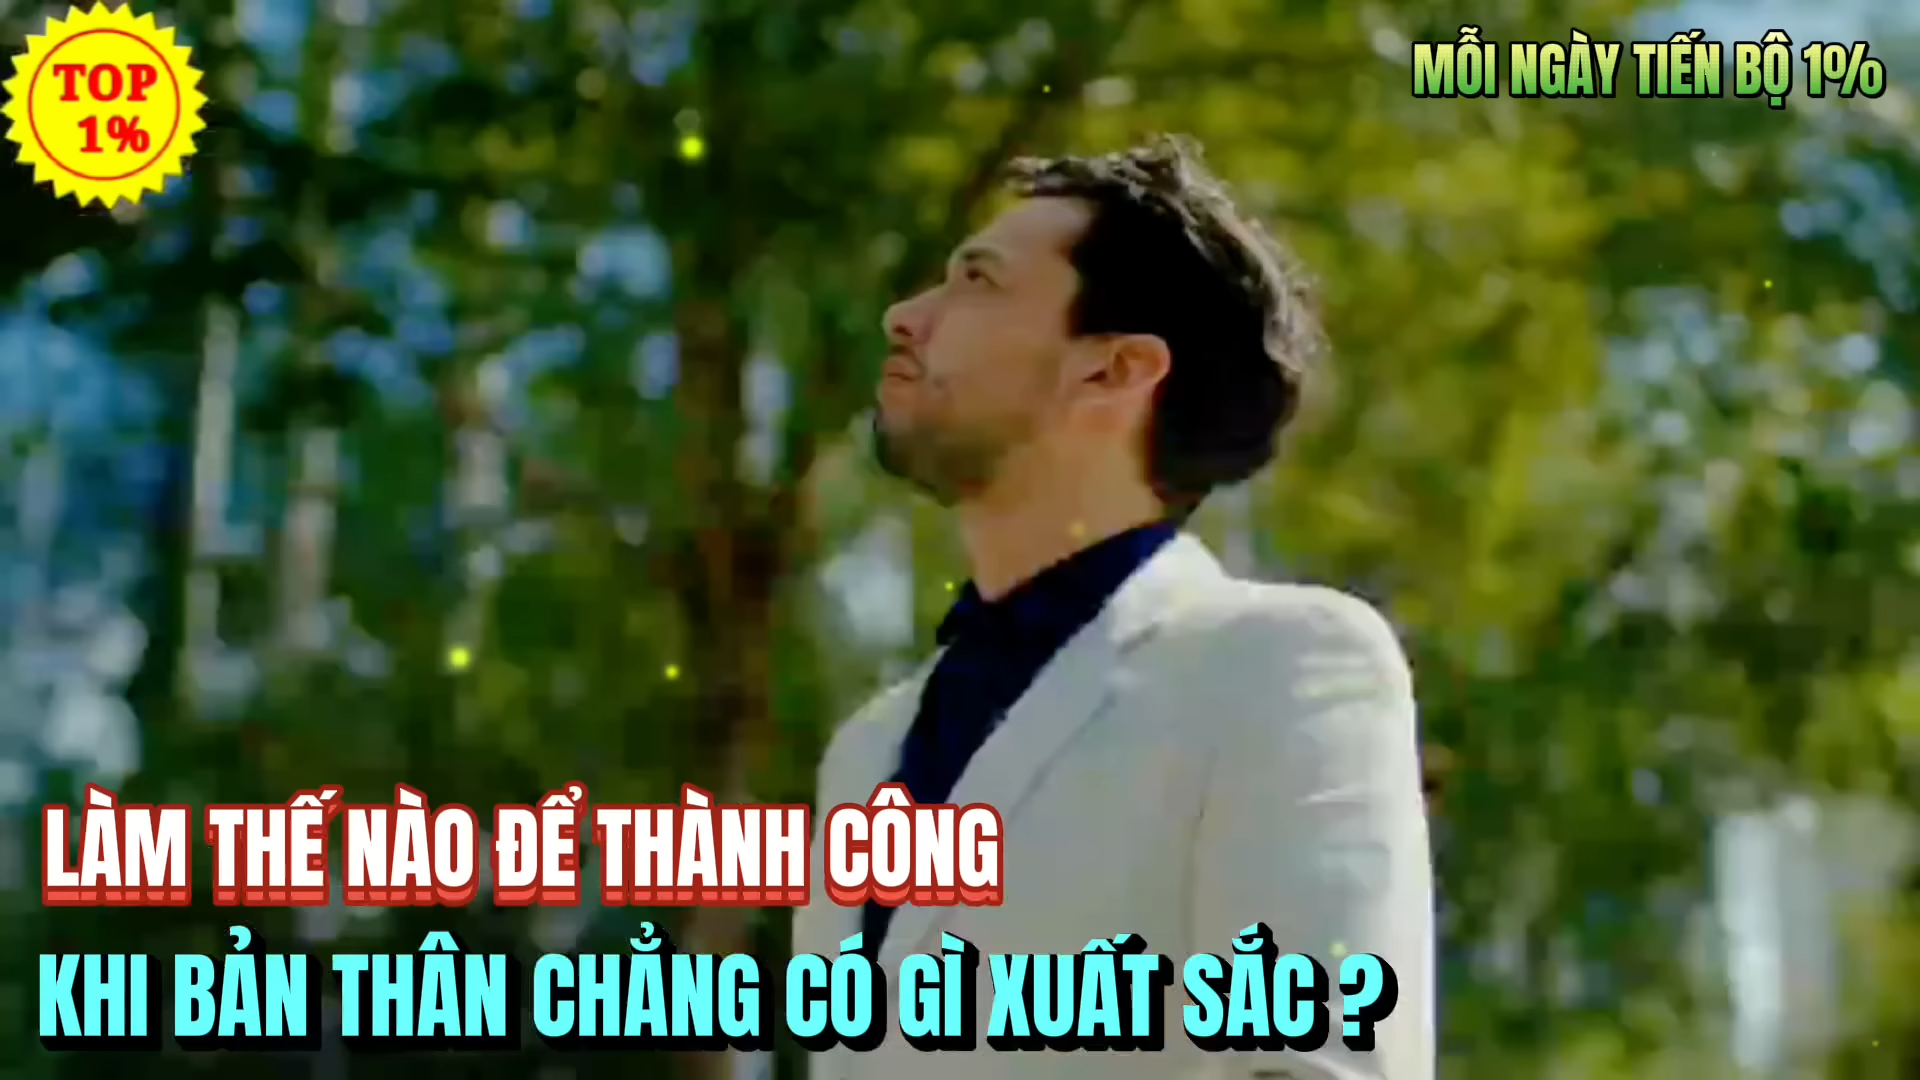 TOP
1%
MỖI NGÀY TIẾN BỘ 1%
LÀM THẾ NÀO ĐỂ THÀNH CÔNG
KHI BẢN THÂN CHẲNG CÓ GÌ XUẤT SẮC ?